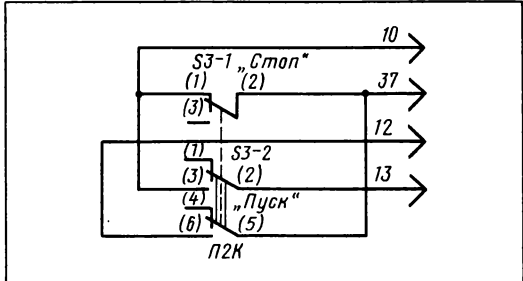 10
S3-1 „Стоп“
(1) (2) 37
(3)
12
(1) S3-2
(3) (2) 13
(4) „Пуск“
(6) (5)
П2К